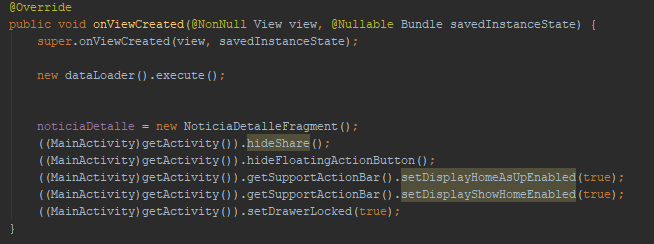 @Override
public void onViewCreated(@NonNull View view, @Nullable Bundle savedInstanceState) {
super.onViewCreated(view, savedInstanceState);
new dataLoader().execute();
noticiaDetalle = new NoticiaDetalleFragment();
((MainActivity)getActivity()).hideShare();
((MainActivity)getActivity()).hideFloatingActionButton();
((MainActivity)getActivity()).getSupportActionBar().setDisplayHomeAsUpEnabled(true);
((MainActivity)getActivity()).getSupportActionBar().setDisplayShowHomeEnabled(true);
((MainActivity)getActivity()).setDrawerLocked(true);
}